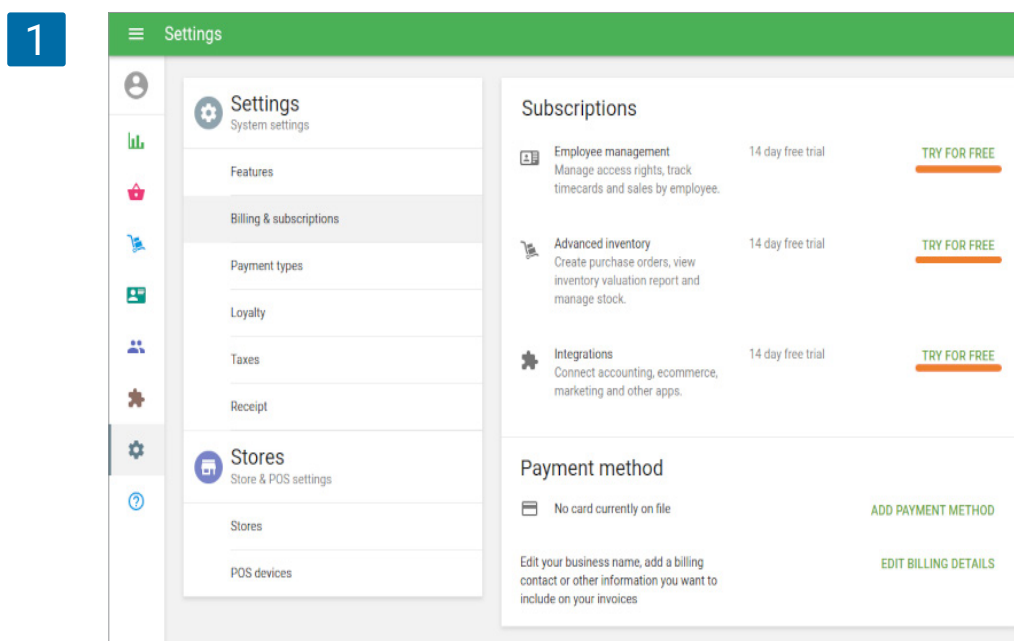 1
Settings
Settings
System settings
Features
Billing & subscriptions
Payment types
Loyalty
Taxes
Receipt
Stores
Store & POS settings
Stores
POS devices
Subscriptions
Employee management
Manage access rights, track
timecards and sales by employee.
14 day free trial
TRY FOR FREE
Advanced inventory
Create purchase orders, view
inventory valuation report and
manage stock.
14 day free trial
TRY FOR FREE
Integrations
Connect accounting, ecommerce,
marketing and other apps.
14 day free trial
TRY FOR FREE
Payment method
No card currently on file
ADD PAYMENT METHOD
Edit your business name, add a billing
contact or other information you want to
include on your invoices
EDIT BILLING DETAILS